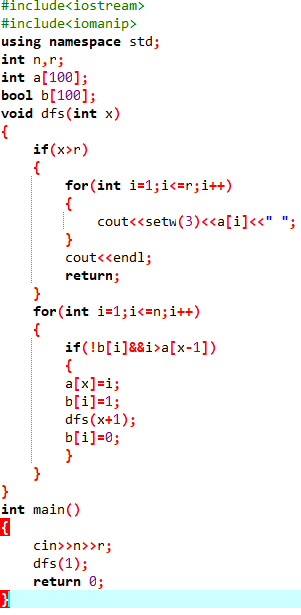 #include<iostream>
#include<iomanip>
using namespace std;
int n,r;
int a[100];
bool b[100];
void dfs(int x)
{
    if(x>r)
    {
        for(int i=1;i<=r;i++)
        {
            cout<<setw(3)<<a[i]<<" ";
        }
        cout<<endl;
        return;
    }
    for(int i=1;i<=n;i++)
    {
        if(!b[i]&&i>a[x-1])
        {
        a[x]=i;
        b[i]=1;
        dfs(x+1);
        b[i]=0;
        }
    }
}
int main()
{
    cin>>n>>r;
    dfs(1);
    return 0;
}